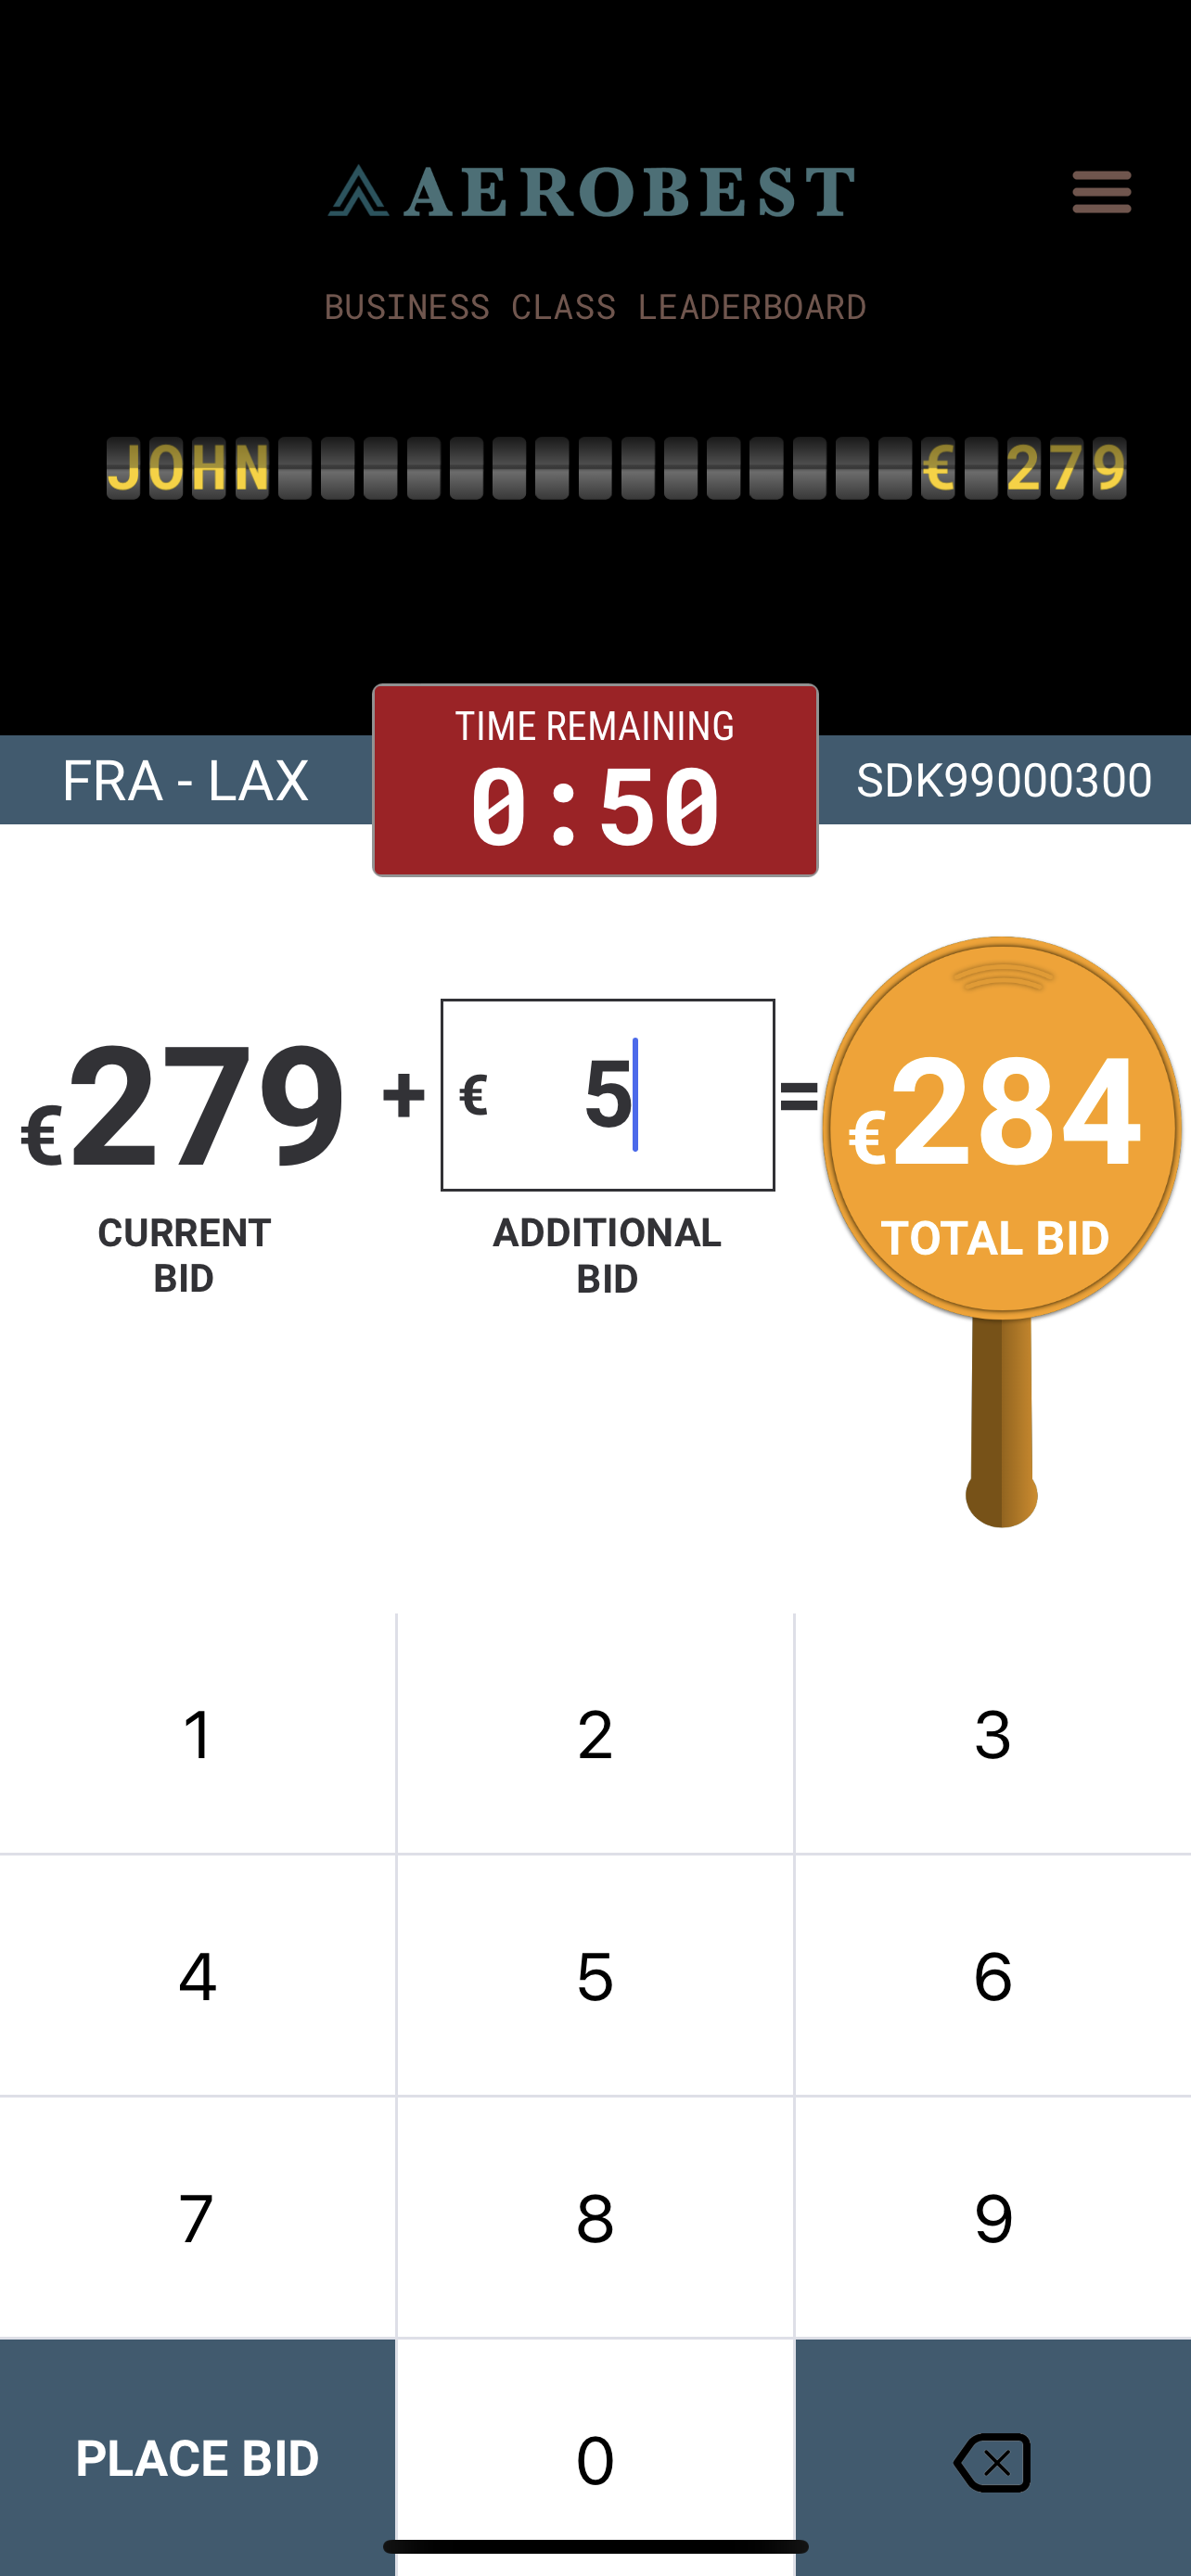 AEROBEST
BUSINESS CLASS LEADERBOARD
JOHN € 279
TIME REMAINING
FRA - LAX
0:50
SDK99000300
€279 + € 5 = €284
CURRENT
BID
ADDITIONAL
BID
TOTAL BID
1 2 3
4 5 6
7 8 9
PLACE BID 0